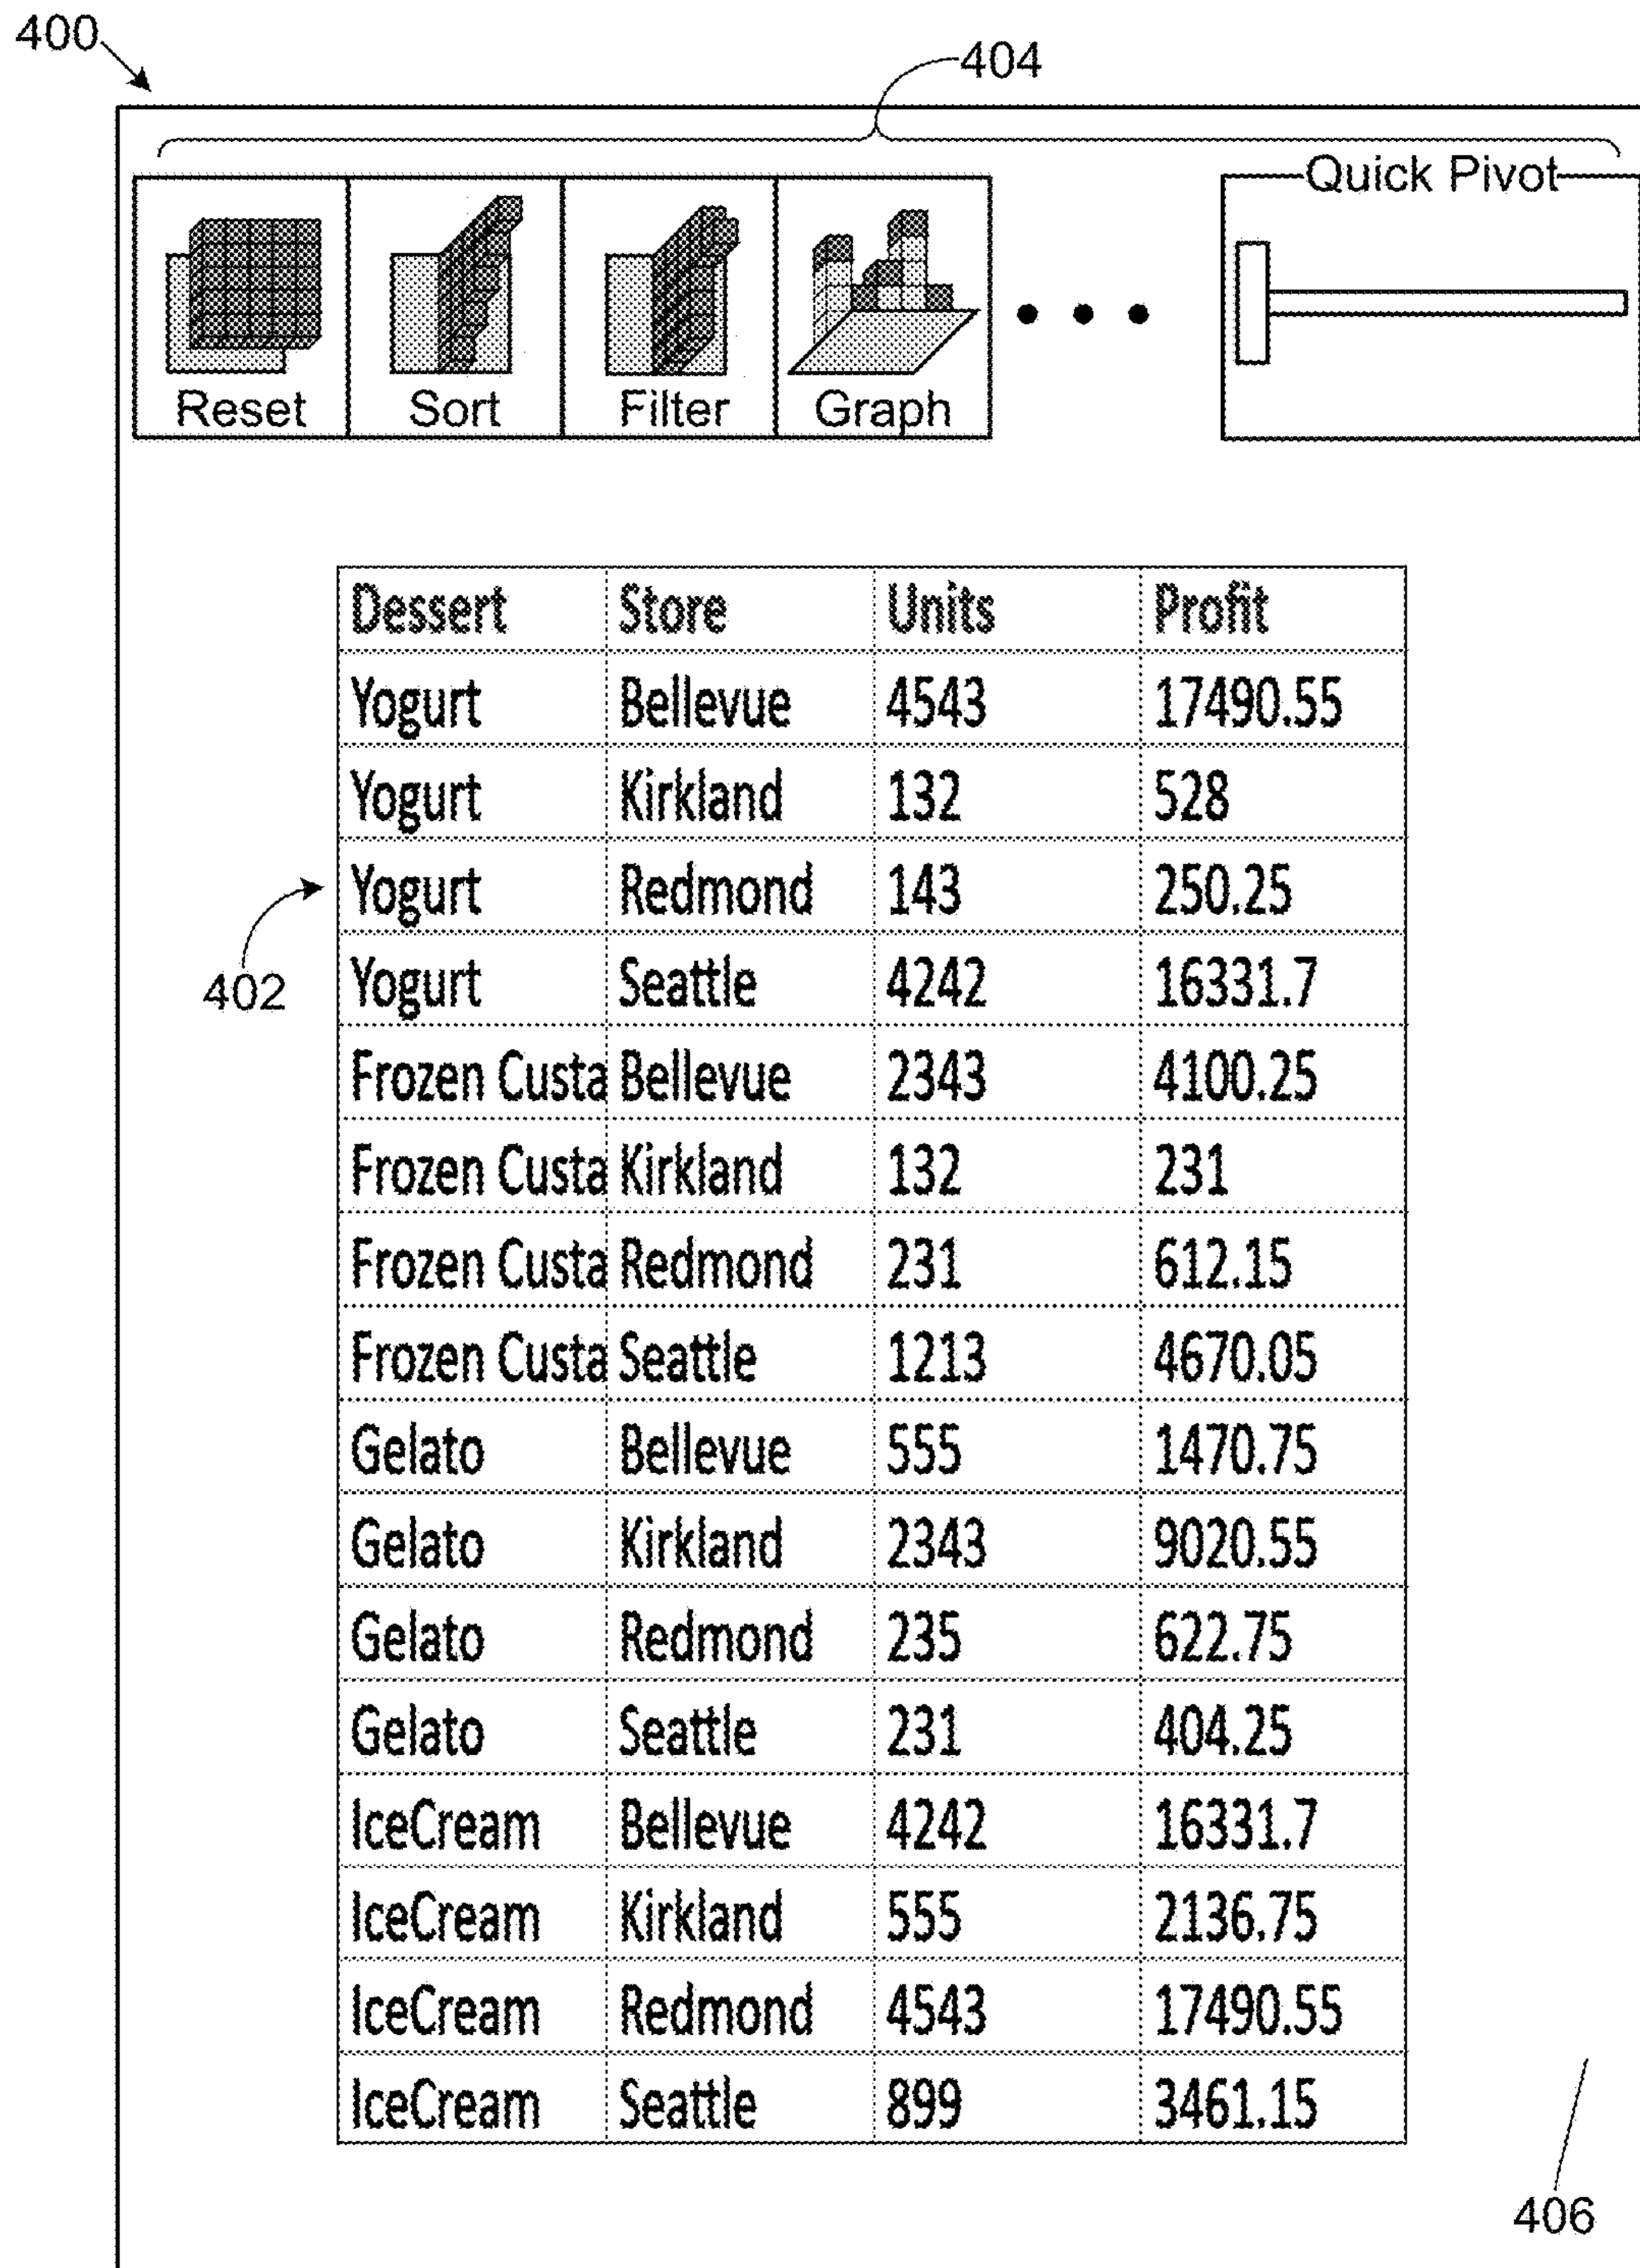 400
404
Quick Pivot
Reset Sort Filter Graph
Dessert Store Units Profit
Yogurt Bellevue 4543 17490.55
Yogurt Kirkland 132 528
Yogurt Redmond 143 250.25
402
Yogurt Seattle 4242 16331.7
Frozen Custa Bellevue 2343 4100.25
Frozen Custa Kirkland 132 231
Frozen Custa Redmond 231 612.15
Frozen Custa Seattle 1213 4670.05
Gelato Bellevue 555 1470.75
Gelato Kirkland 2343 9020.55
Gelato Redmond 235 622.75
Gelato Seattle 231 404.25
IceCream Bellevue 4242 16331.7
IceCream Kirkland 555 2136.75
IceCream Redmond 4543 17490.55
IceCream Seattle 899 3461.15
406